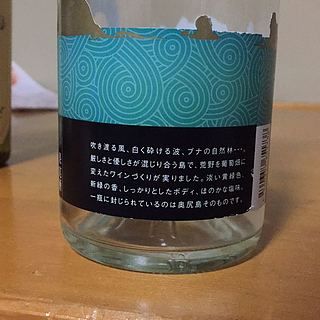 吹き渡る風、白く砕ける波、ブナの自然林･･･。
厳しさと優しさが混じり合う島で、荒野を葡萄畑に
変えたワインづくりが実りました。淡い黄緑色、
新緑の香、しっかりとしたボディ、ほのかな塩味。
一瓶に封じられているのは奥尻島そのものです。